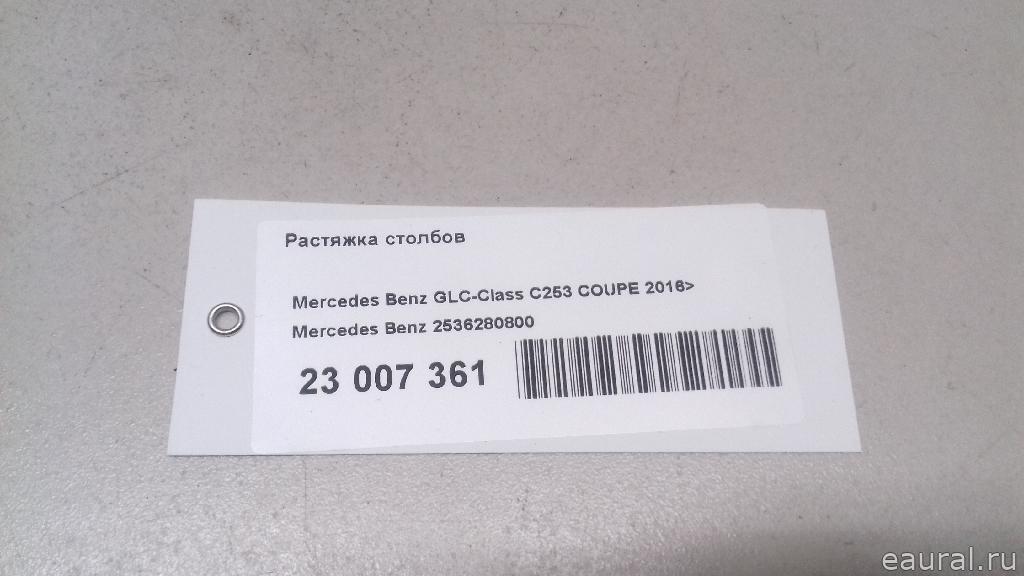 Растяжка столбов
Mercedes Benz GLC-Class C253 COUPE 2016>
Mercedes Benz 2536280800
23 007 361
eaural.ru